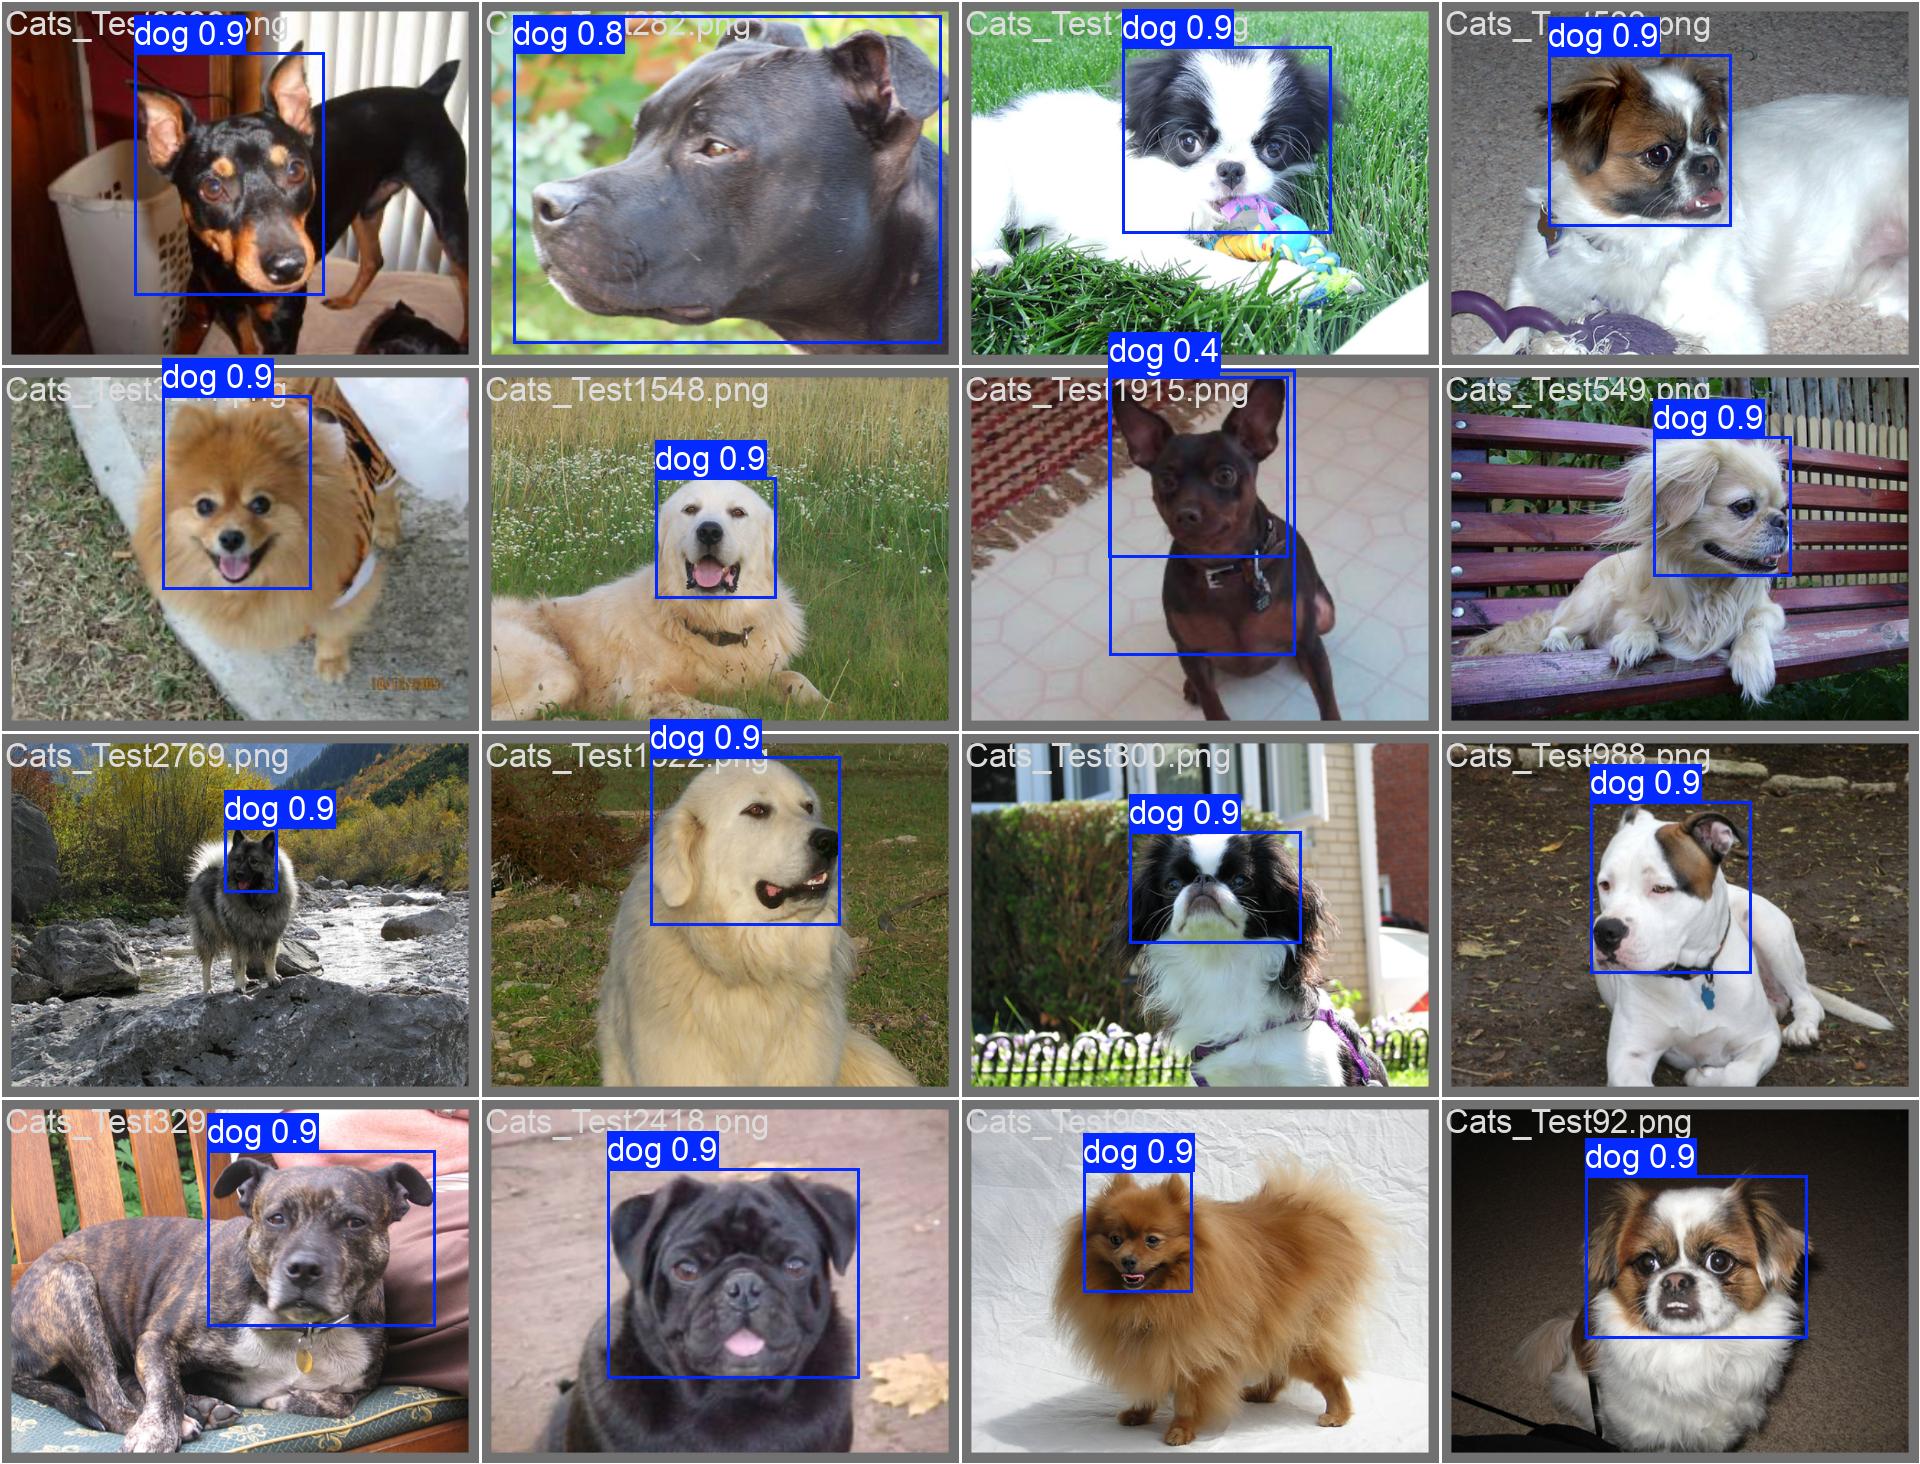 dog 0.9
dog 0.8
dog 0.9
dog 0.9
dog 0.9
Cats_Test1548.png
dog 0.9
dog 0.4
Cats_Test1915.png
Cats_Test549.png
dog 0.9
Cats_Test2769.png
dog 0.9
dog 0.9
Cats_Test800.png
dog 0.9
Cats_Test988.png
dog 0.9
Cats_Test329
dog 0.9
Cats_Test2418.png
dog 0.9
dog 0.9
Cats_Test92.png
dog 0.9